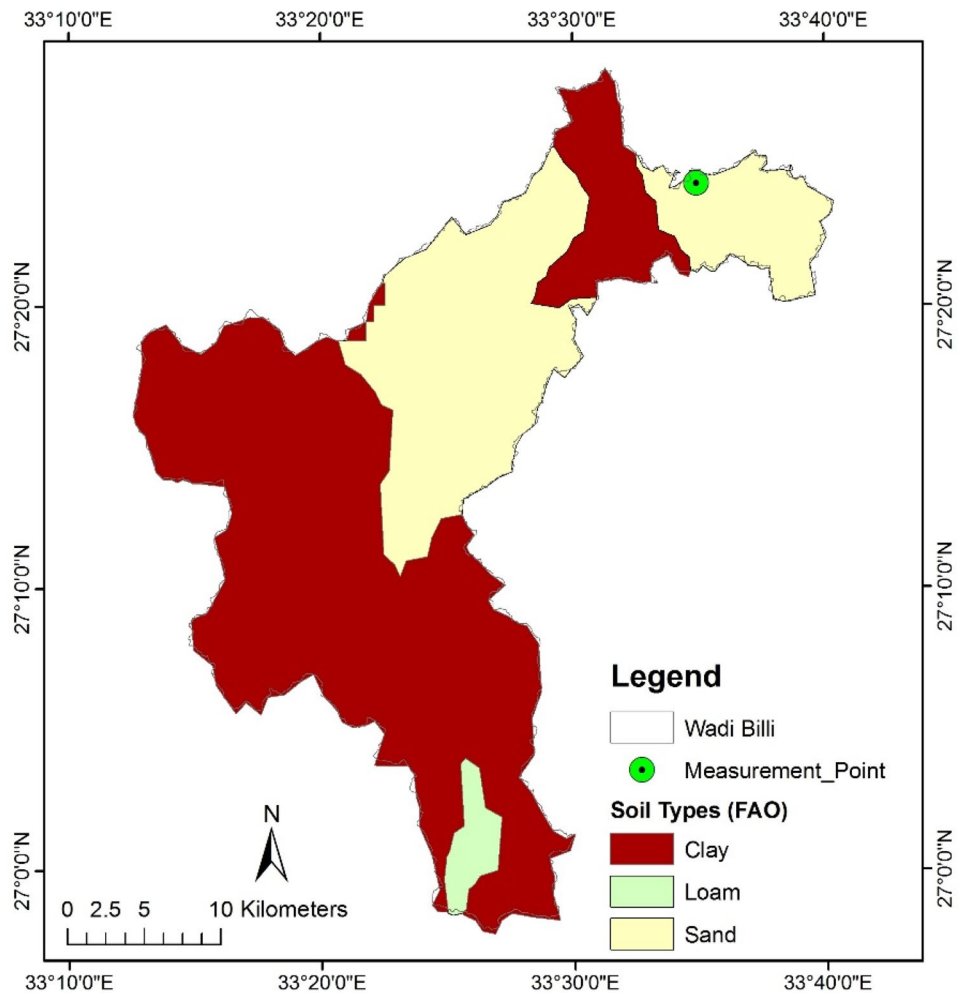 33°10'0"E 33°20'0"E 33°30'0"E 33°40'0"E
27°20'0"N 27°20'0"N
27°10'0"N 27°10'0"N
Legend
Wadi Billi
Measurement_Point
Soil Types (FAO)
N
Clay
27°0'0"N 27°0'0"N
Loam
0 2.5 5 10 Kilometers
Sand
33°10'0"E 33°20'0"E 33°30'0"E 33°40'0"E